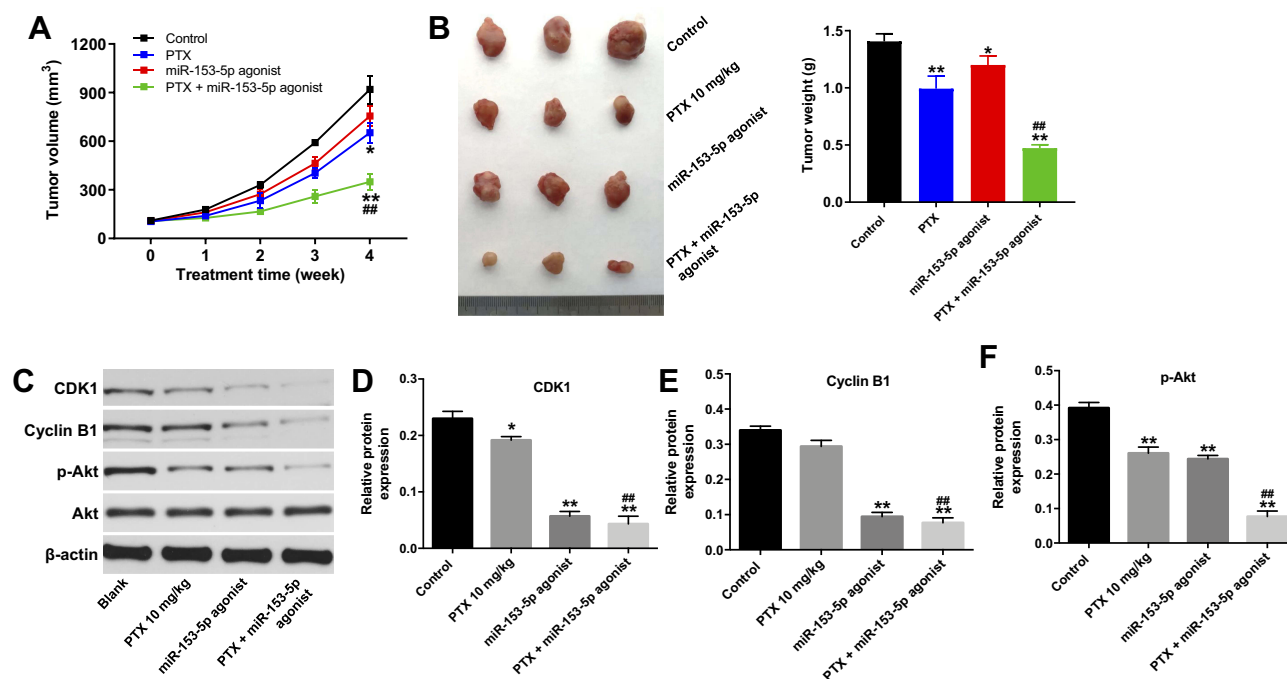 A
Tumor volume (mm³)
1200
900
600
300
0
Control
PTX
miR-153-5p agonist
PTX + miR-153-5p agonist
*
**
##
0 1 2 3 4
Treatment time (week)
B
Control
PTX 10 mg/kg
miR-153-5p agonist
PTX + miR-153-5p
agonist
Tumor weight (g)
1.5
1.0
0.5
0.0
**
*
##
**
Control
PTX
miR-153-5p agonist
PTX + miR-153-5p agonist
C
CDK1
Cyclin B1
p-Akt
Akt
β-actin
Blank
PTX 10 mg/kg
miR-153-5p agonist
PTX + miR-153-5p
agonist
D
CDK1
Relative protein
expression
0.3
0.2
0.1
0.0
*
**
##
**
Control
PTX 10 mg/kg
miR-153-5p agonist
PTX + miR-153-5p agonist
E
Cyclin B1
Relative protein
expression
0.5
0.4
0.3
0.2
0.1
0.0
**
##
**
Control
PTX 10 mg/kg
miR-153-5p agonist
PTX + miR-153-5p agonist
F
p-Akt
Relative protein
expression
0.5
0.4
0.3
0.2
0.1
0.0
**
**
##
**
Control
PTX 10 mg/kg
miR-153-5p agonist
PTX + miR-153-5p agonist